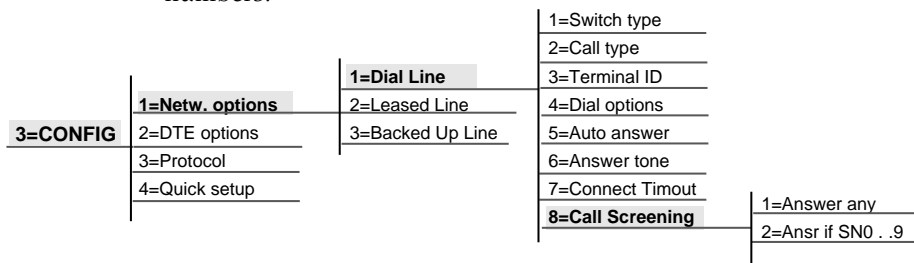 3=CONFIG
1=Netw. options
2=DTE options
3=Protocol
4=Quick setup
1=Dial Line
2=Leased Line
3=Backed Up Line
1=Switch type
2=Call type
3=Terminal ID
4=Dial options
5=Auto answer
6=Answer tone
7=Connect Timout
8=Call Screening
1=Answer any
2=Ansr if SN0 . .9